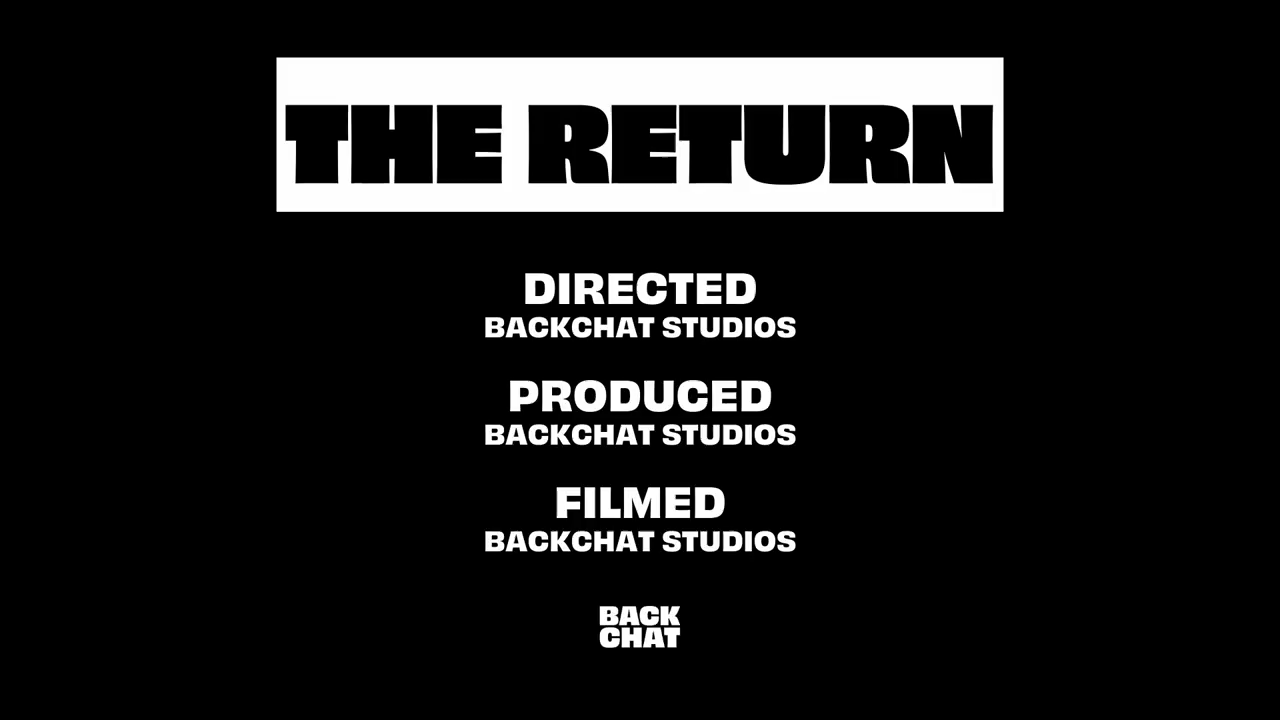 THE RETURN
DIRECTED
BACKCHAT STUDIOS
PRODUCED
BACKCHAT STUDIOS
FILMED
BACKCHAT STUDIOS
BACK
CHAT